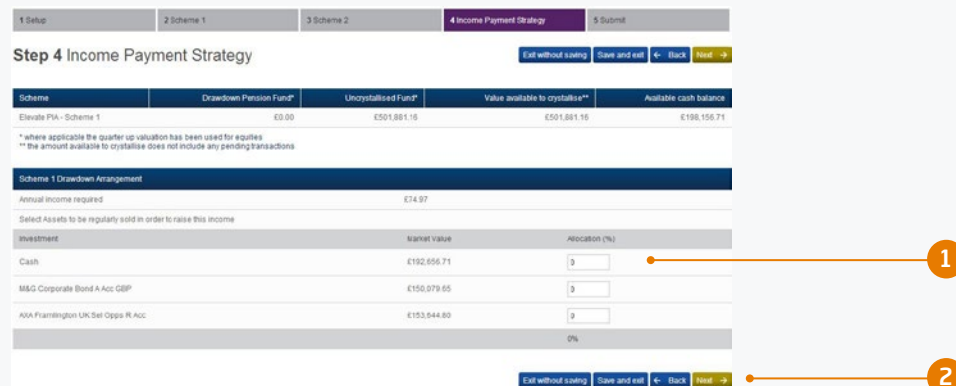 1 Setup 2 Scheme 1 3 Scheme 2 4 Income Payment Strategy 5 Submit
Step 4 Income Payment Strategy
Exit without saving Save and exit ← Back Next →
Scheme Drawdown Pension Fund* Uncrystallised Fund* Value available to crystallise** Available cash balance
Elevate PIA - Scheme 1 £0.00 £501,881.16 £501,881.16 £198,156.71
* where applicable the quarter up valuation has been used for equities
** the amount available to crystallise does not include any pending transactions
Scheme 1 Drawdown Arrangement
Annual income required £74.97
Select Assets to be regularly sold in order to raise this income
Investment Market Value Allocation (%)
Cash £192,656.71 0
1
M&G Corporate Bond A Acc GBP £150,079.65 0
AXA Framlington UK Sel Opps R Acc £153,644.80 0
0%
Exit without saving Save and exit ← Back Next →
2